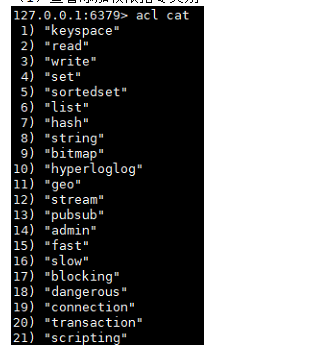 127.0.0.1:6379> acl cat
1) "keyspace"
2) "read"
3) "write"
4) "set"
5) "sortedset"
6) "list"
7) "hash"
8) "string"
9) "bitmap"
10) "hyperloglog"
11) "geo"
12) "stream"
13) "pubsub"
14) "admin"
15) "fast"
16) "slow"
17) "blocking"
18) "dangerous"
19) "connection"
20) "transaction"
21) "scripting"